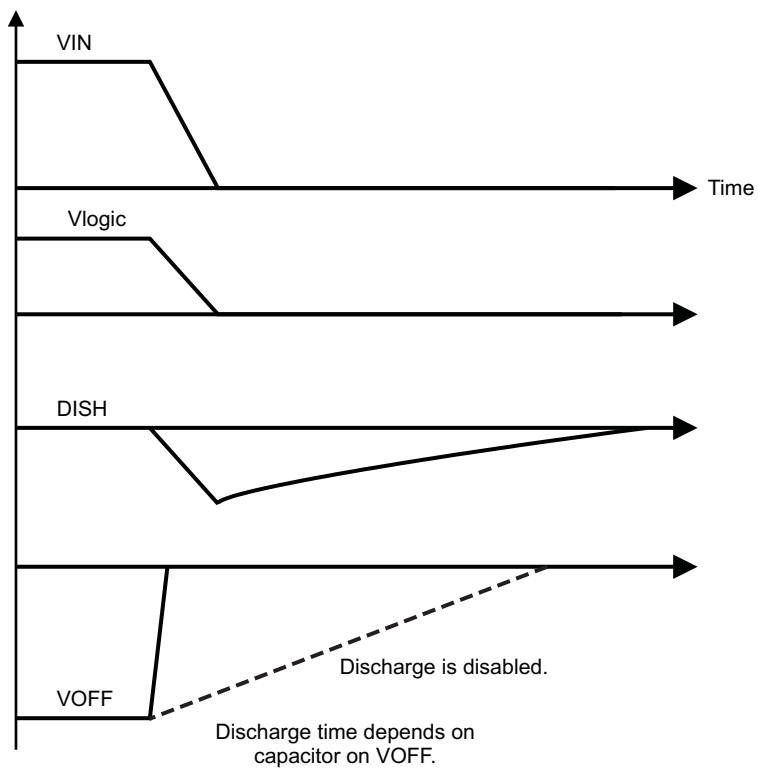 VIN
Time
Vlogic
DISH
Discharge is disabled.
VOFF
Discharge time depends on
capacitor on VOFF.